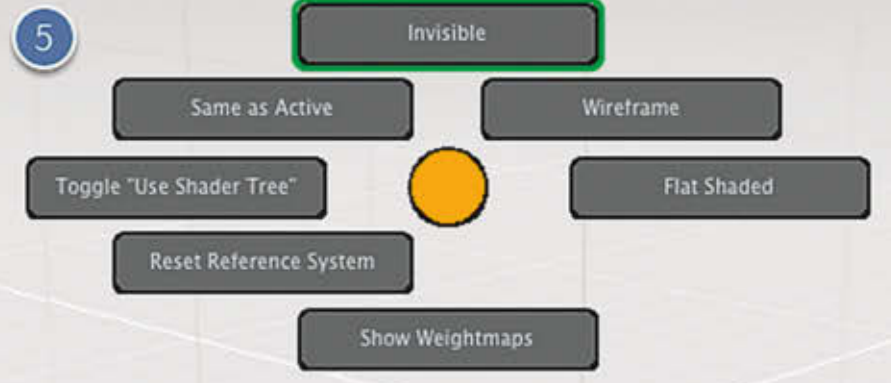 5
Invisible
Same as Active
Wireframe
Toggle "Use Shader Tree"
Flat Shaded
Reset Reference System
Show Weightmaps